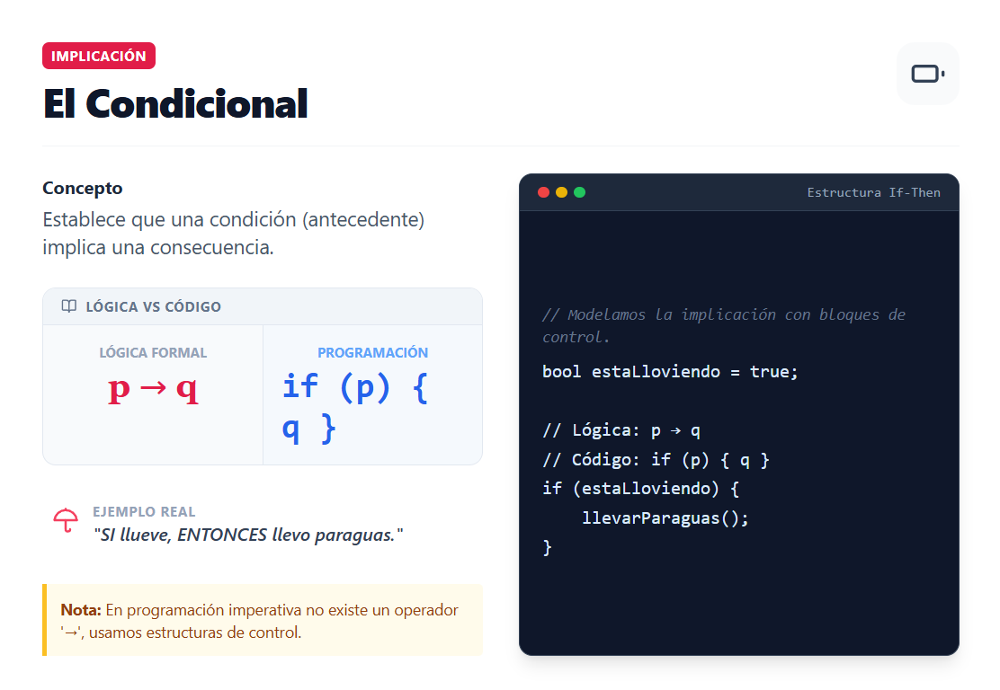 IMPLICACIÓN
El Condicional
Concepto
Establece que una condición (antecedente)
implica una consecuencia.
LÓGICA VS CÓDIGO
LÓGICA FORMAL
p → q
PROGRAMACIÓN
if (p) {
q }
EJEMPLO REAL
"SI llueve, ENTONCES llevo paraguas."
Nota: En programación imperativa no existe un operador
'→', usamos estructuras de control.
Estructura If-Then
// Modelamos la implicación con bloques de
control.
bool estaLloviendo = true;
// Lógica: p → q
// Código: if (p) { q }
if (estaLloviendo) {
    llevarParaguas();
}